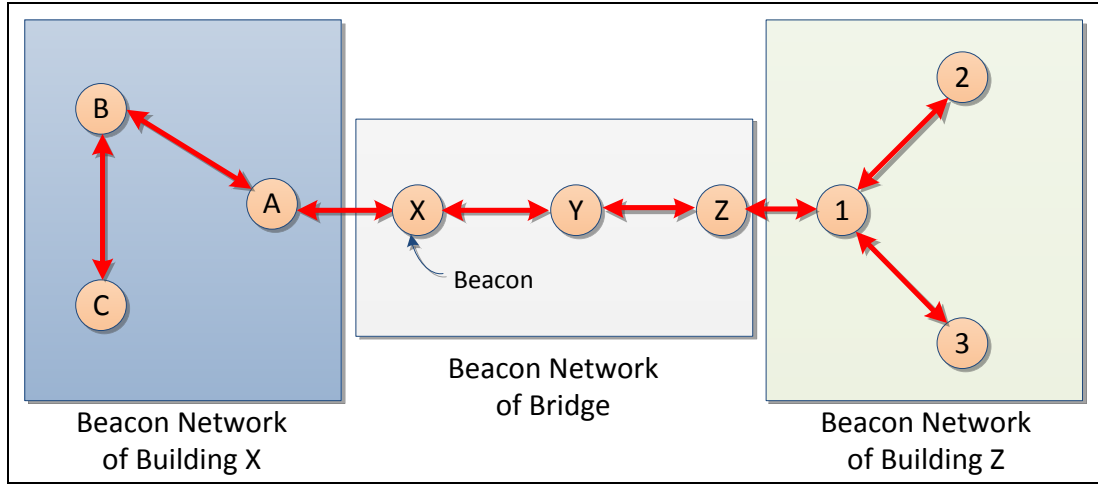 B
A
C
X
Y
Z
Beacon
1
2
3
Beacon Network
of Building X
Beacon Network
of Bridge
Beacon Network
of Building Z